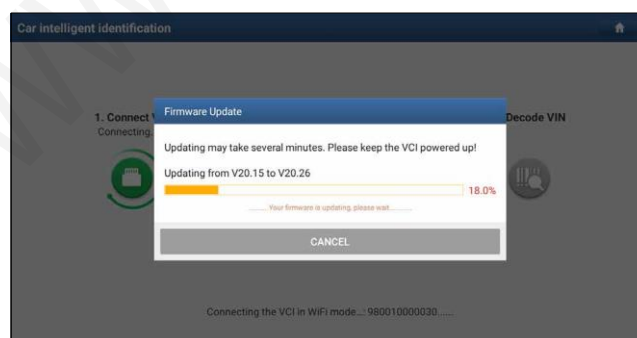 Car intelligent identification
Firmware Update
1. Connect
Decode VIN
Connecting.
Updating may take several minutes. Please keep the VCI powered up!
Updating from V20.15 to V20.26
18.0%
......... Your firmware is updating, please wait............
CANCEL
Connecting the VCI in WiFi mode...: 980010000030......